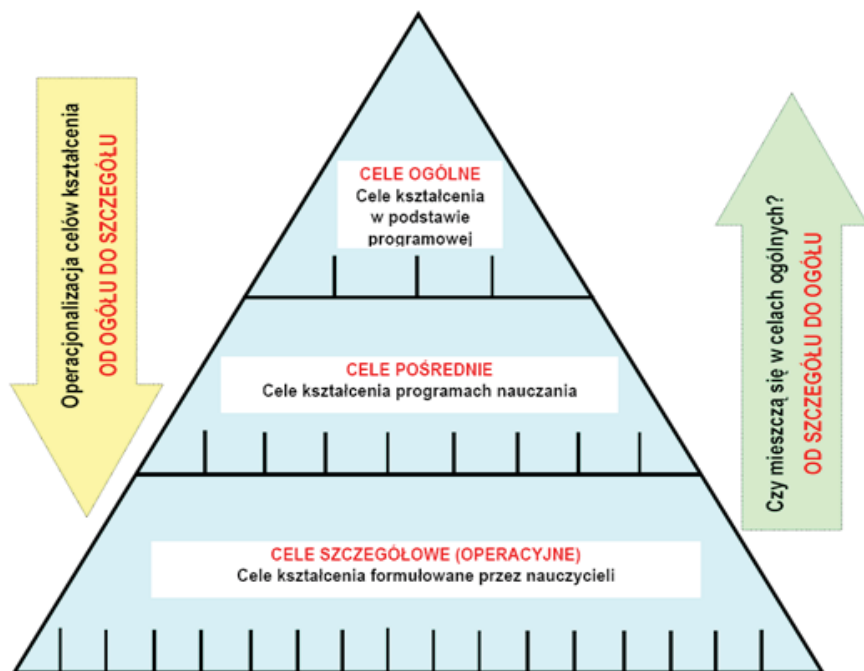 Operacjonalizacja celów kształcenia
OD OGÓŁU DO SZCZEGÓŁU
CELE OGÓLNE
Cele kształcenia
w podstawie
programowej
CELE POŚREDNIE
Cele kształcenia programach nauczania
CELE SZCZEGÓŁOWE (OPERACYJNE)
Cele kształcenia formułowane przez nauczycieli
Czy mieszczą się w celach ogólnych?
OD SZCZEGÓŁU DO OGÓŁU